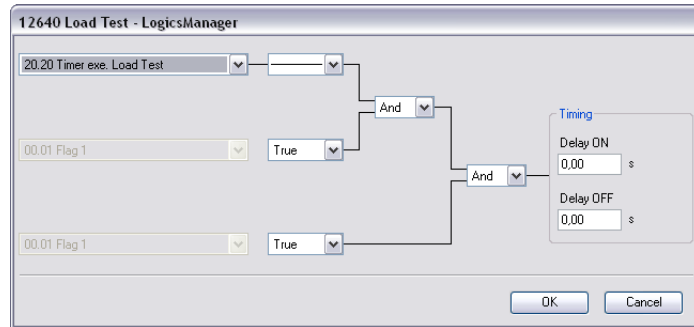 12640 Load Test - LogicsManager
20.20 Timer exe. Load Test
And
Timing
Delay ON
00.01 Flag 1
True
0,00 s
And
Delay OFF
0,00 s
00.01 Flag 1
True
OK
Cancel